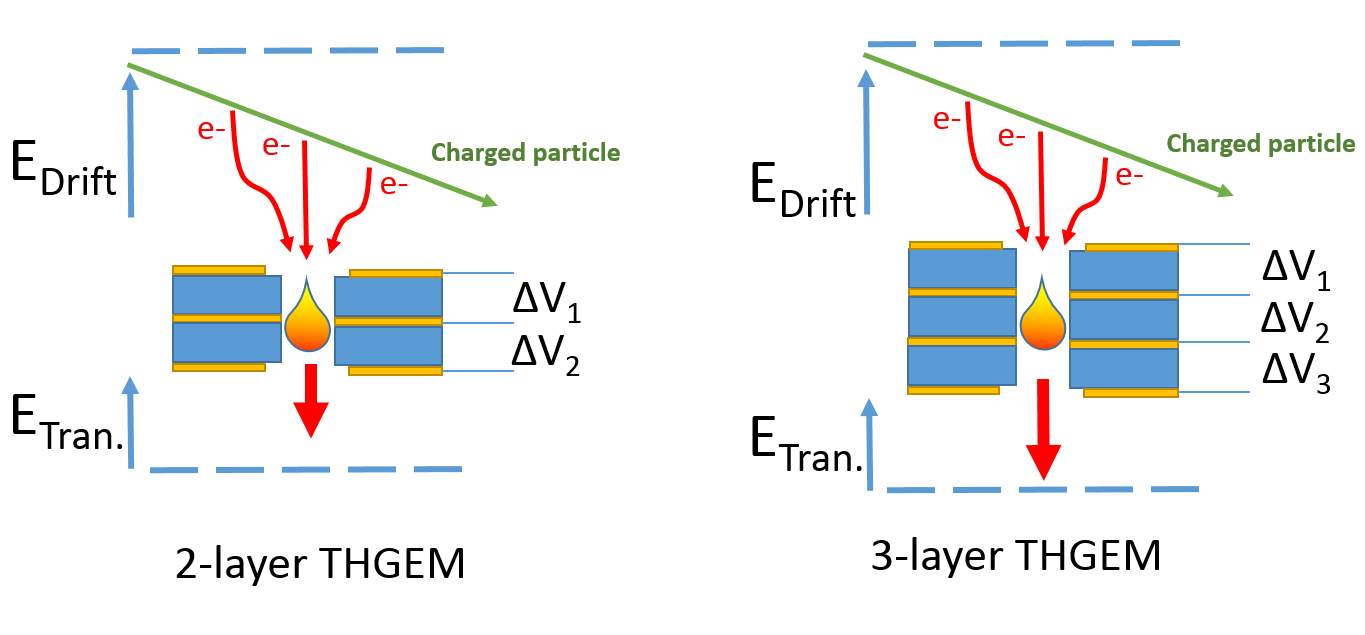 E_Drift
e-
e-
e-
Charged particle
ΔV₁
ΔV₂
E_Tran.
2-layer THGEM
E_Drift
e-
e-
e-
Charged particle
ΔV₁
ΔV₂
ΔV₃
E_Tran.
3-layer THGEM